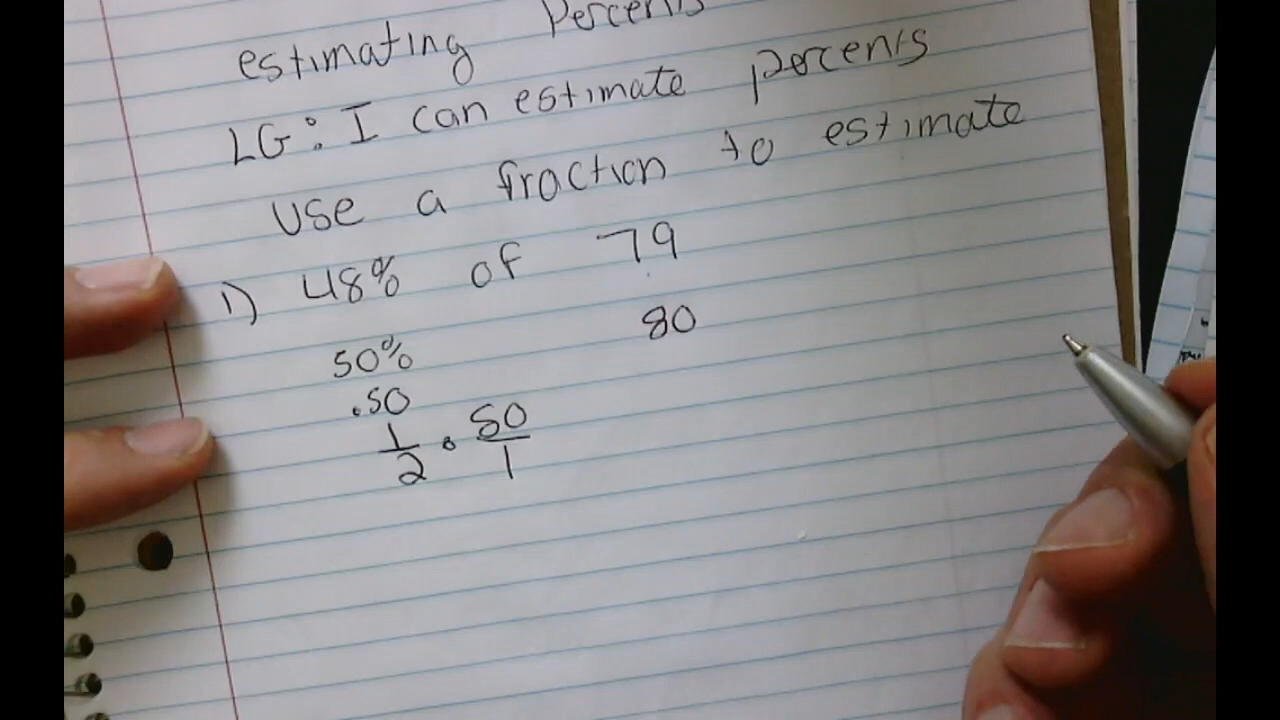 estimating Percents
LG: I can estimate percents
Use a fraction to estimate
1) 48% of 79
50% 80
.50
1/2 · 80/1